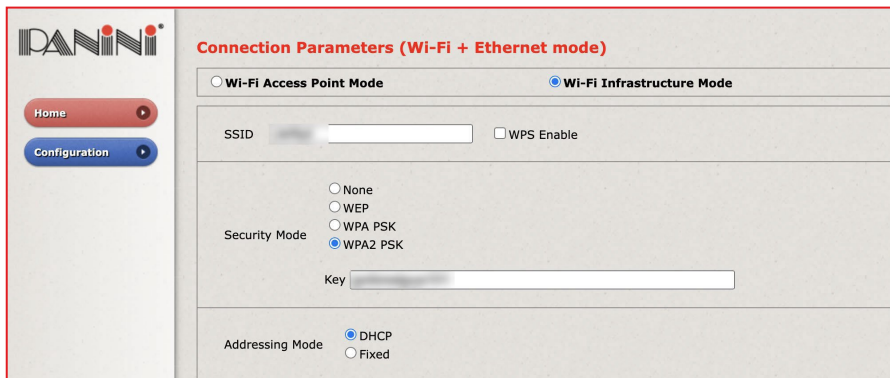 PANiNi®
Connection Parameters (Wi-Fi + Ethernet mode)
Wi-Fi Access Point Mode Wi-Fi Infrastructure Mode
Home
Configuration
SSID WPS Enable
None
WEP
WPA PSK
Security Mode
WPA2 PSK
Key
DHCP
Addressing Mode
Fixed